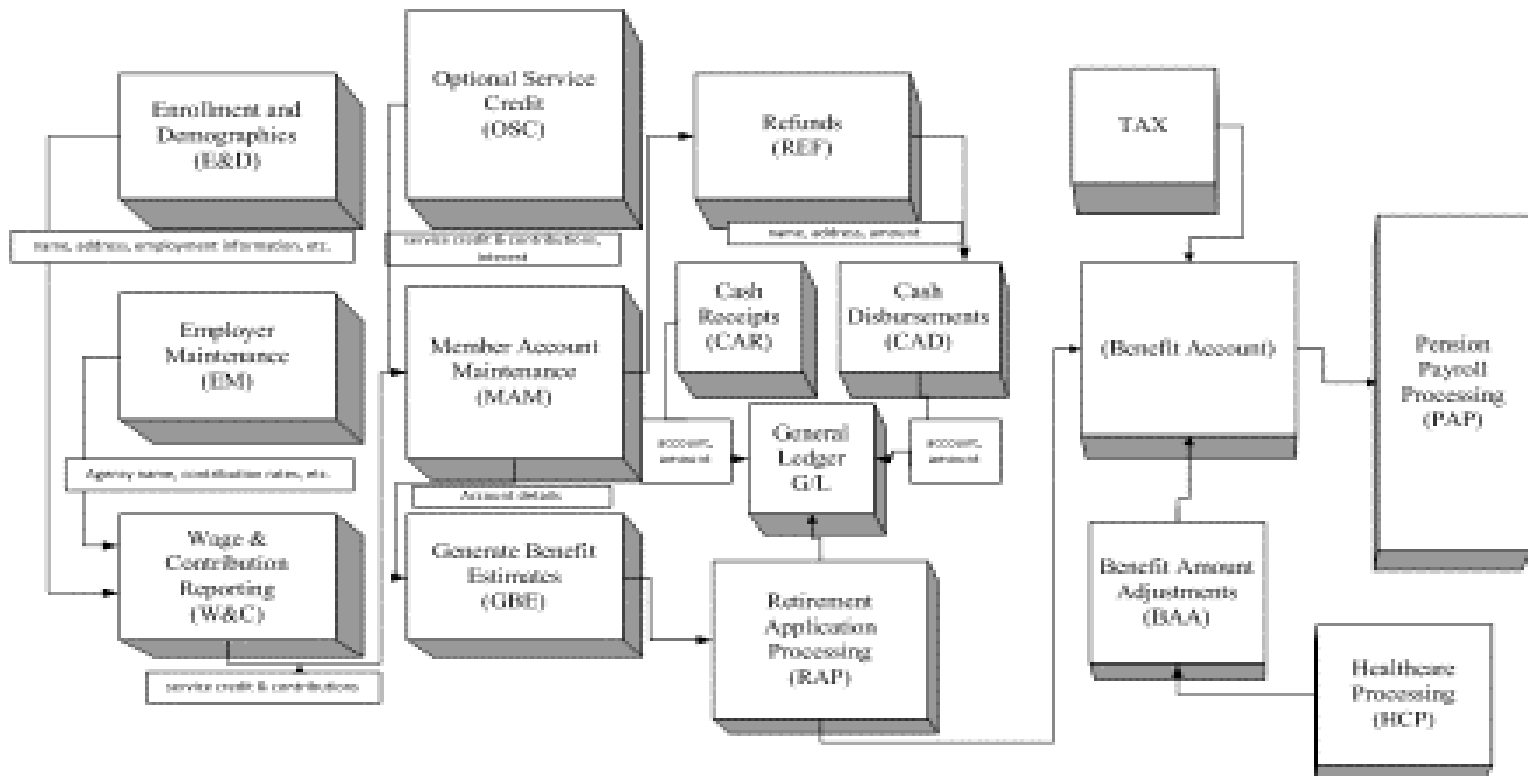 Enrollment and
Demographics
(E&D)
name, address, employment information, etc.
Employer
Maintenance
(EM)
Agency name, contribution rates, etc.
Wage &
Contribution
Reporting
(W&C)
service credit & contributions
Optional Service
Credit
(OSC)
service credit & contributions,
interest
Member Account
Maintenance
(MAM)
Account details
Generate Benefit
Estimates
(GBE)
Refunds
(REF)
name, address, amount
Cash
Receipts
(CAR)
Cash
Disbursements
(CAD)
account,
amount
General
Ledger
G/L
account,
amount
Retirement
Application
Processing
(RAP)
TAX
(Benefit Account)
Benefit Amount
Adjustments
(BAA)
Healthcare
Processing
(HCP)
Pension
Payroll
Processing
(PAP)